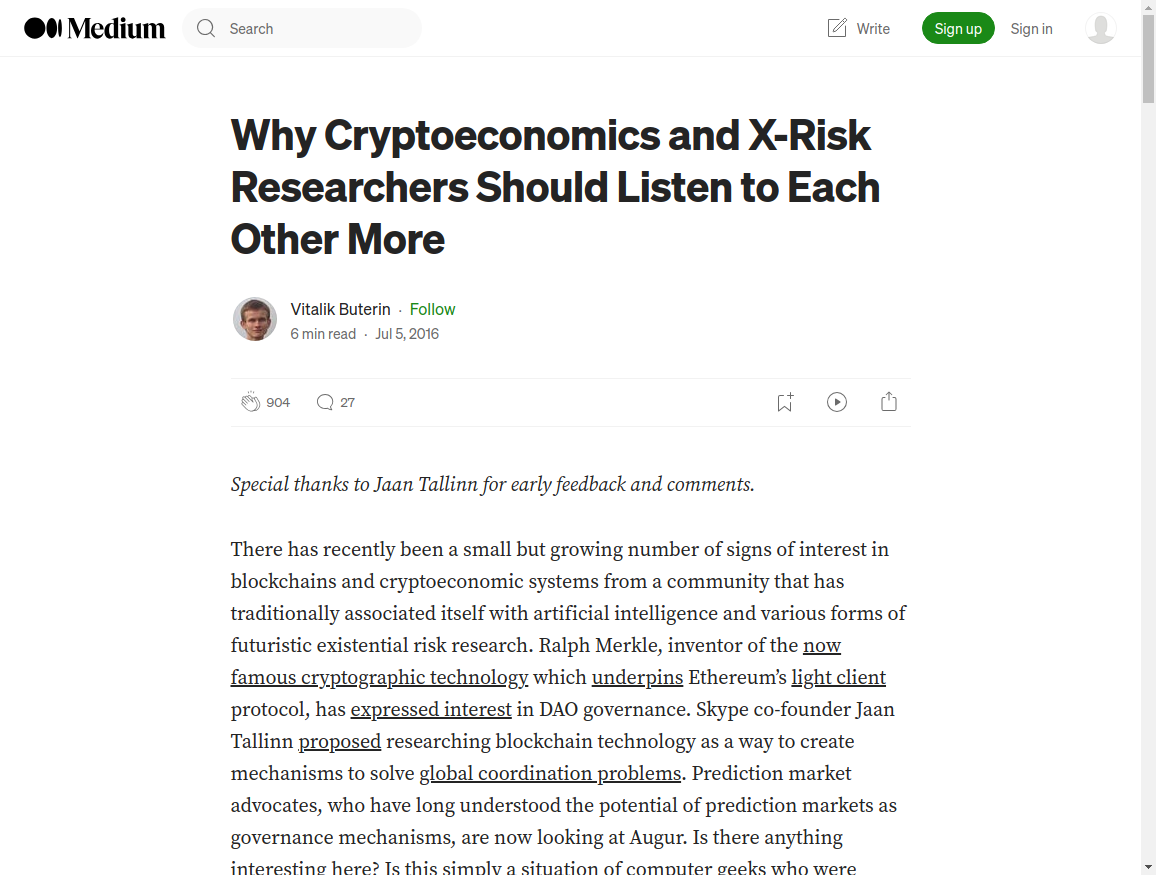 Medium
Search
Write
Sign up
Sign in
Why Cryptoeconomics and X-Risk
Researchers Should Listen to Each
Other More
Vitalik Buterin · Follow
6 min read · Jul 5, 2016
904
27
Special thanks to Jaan Tallinn for early feedback and comments.
There has recently been a small but growing number of signs of interest in
blockchains and cryptoeconomic systems from a community that has
traditionally associated itself with artificial intelligence and various forms of
futuristic existential risk research. Ralph Merkle, inventor of the now
famous cryptographic technology which underpins Ethereum’s light client
protocol, has expressed interest in DAO governance. Skype co-founder Jaan
Tallinn proposed researching blockchain technology as a way to create
mechanisms to solve global coordination problems. Prediction market
advocates, who have long understood the potential of prediction markets as
governance mechanisms, are now looking at Augur. Is there anything
interesting here? Is this simply a situation of computer geeks who were